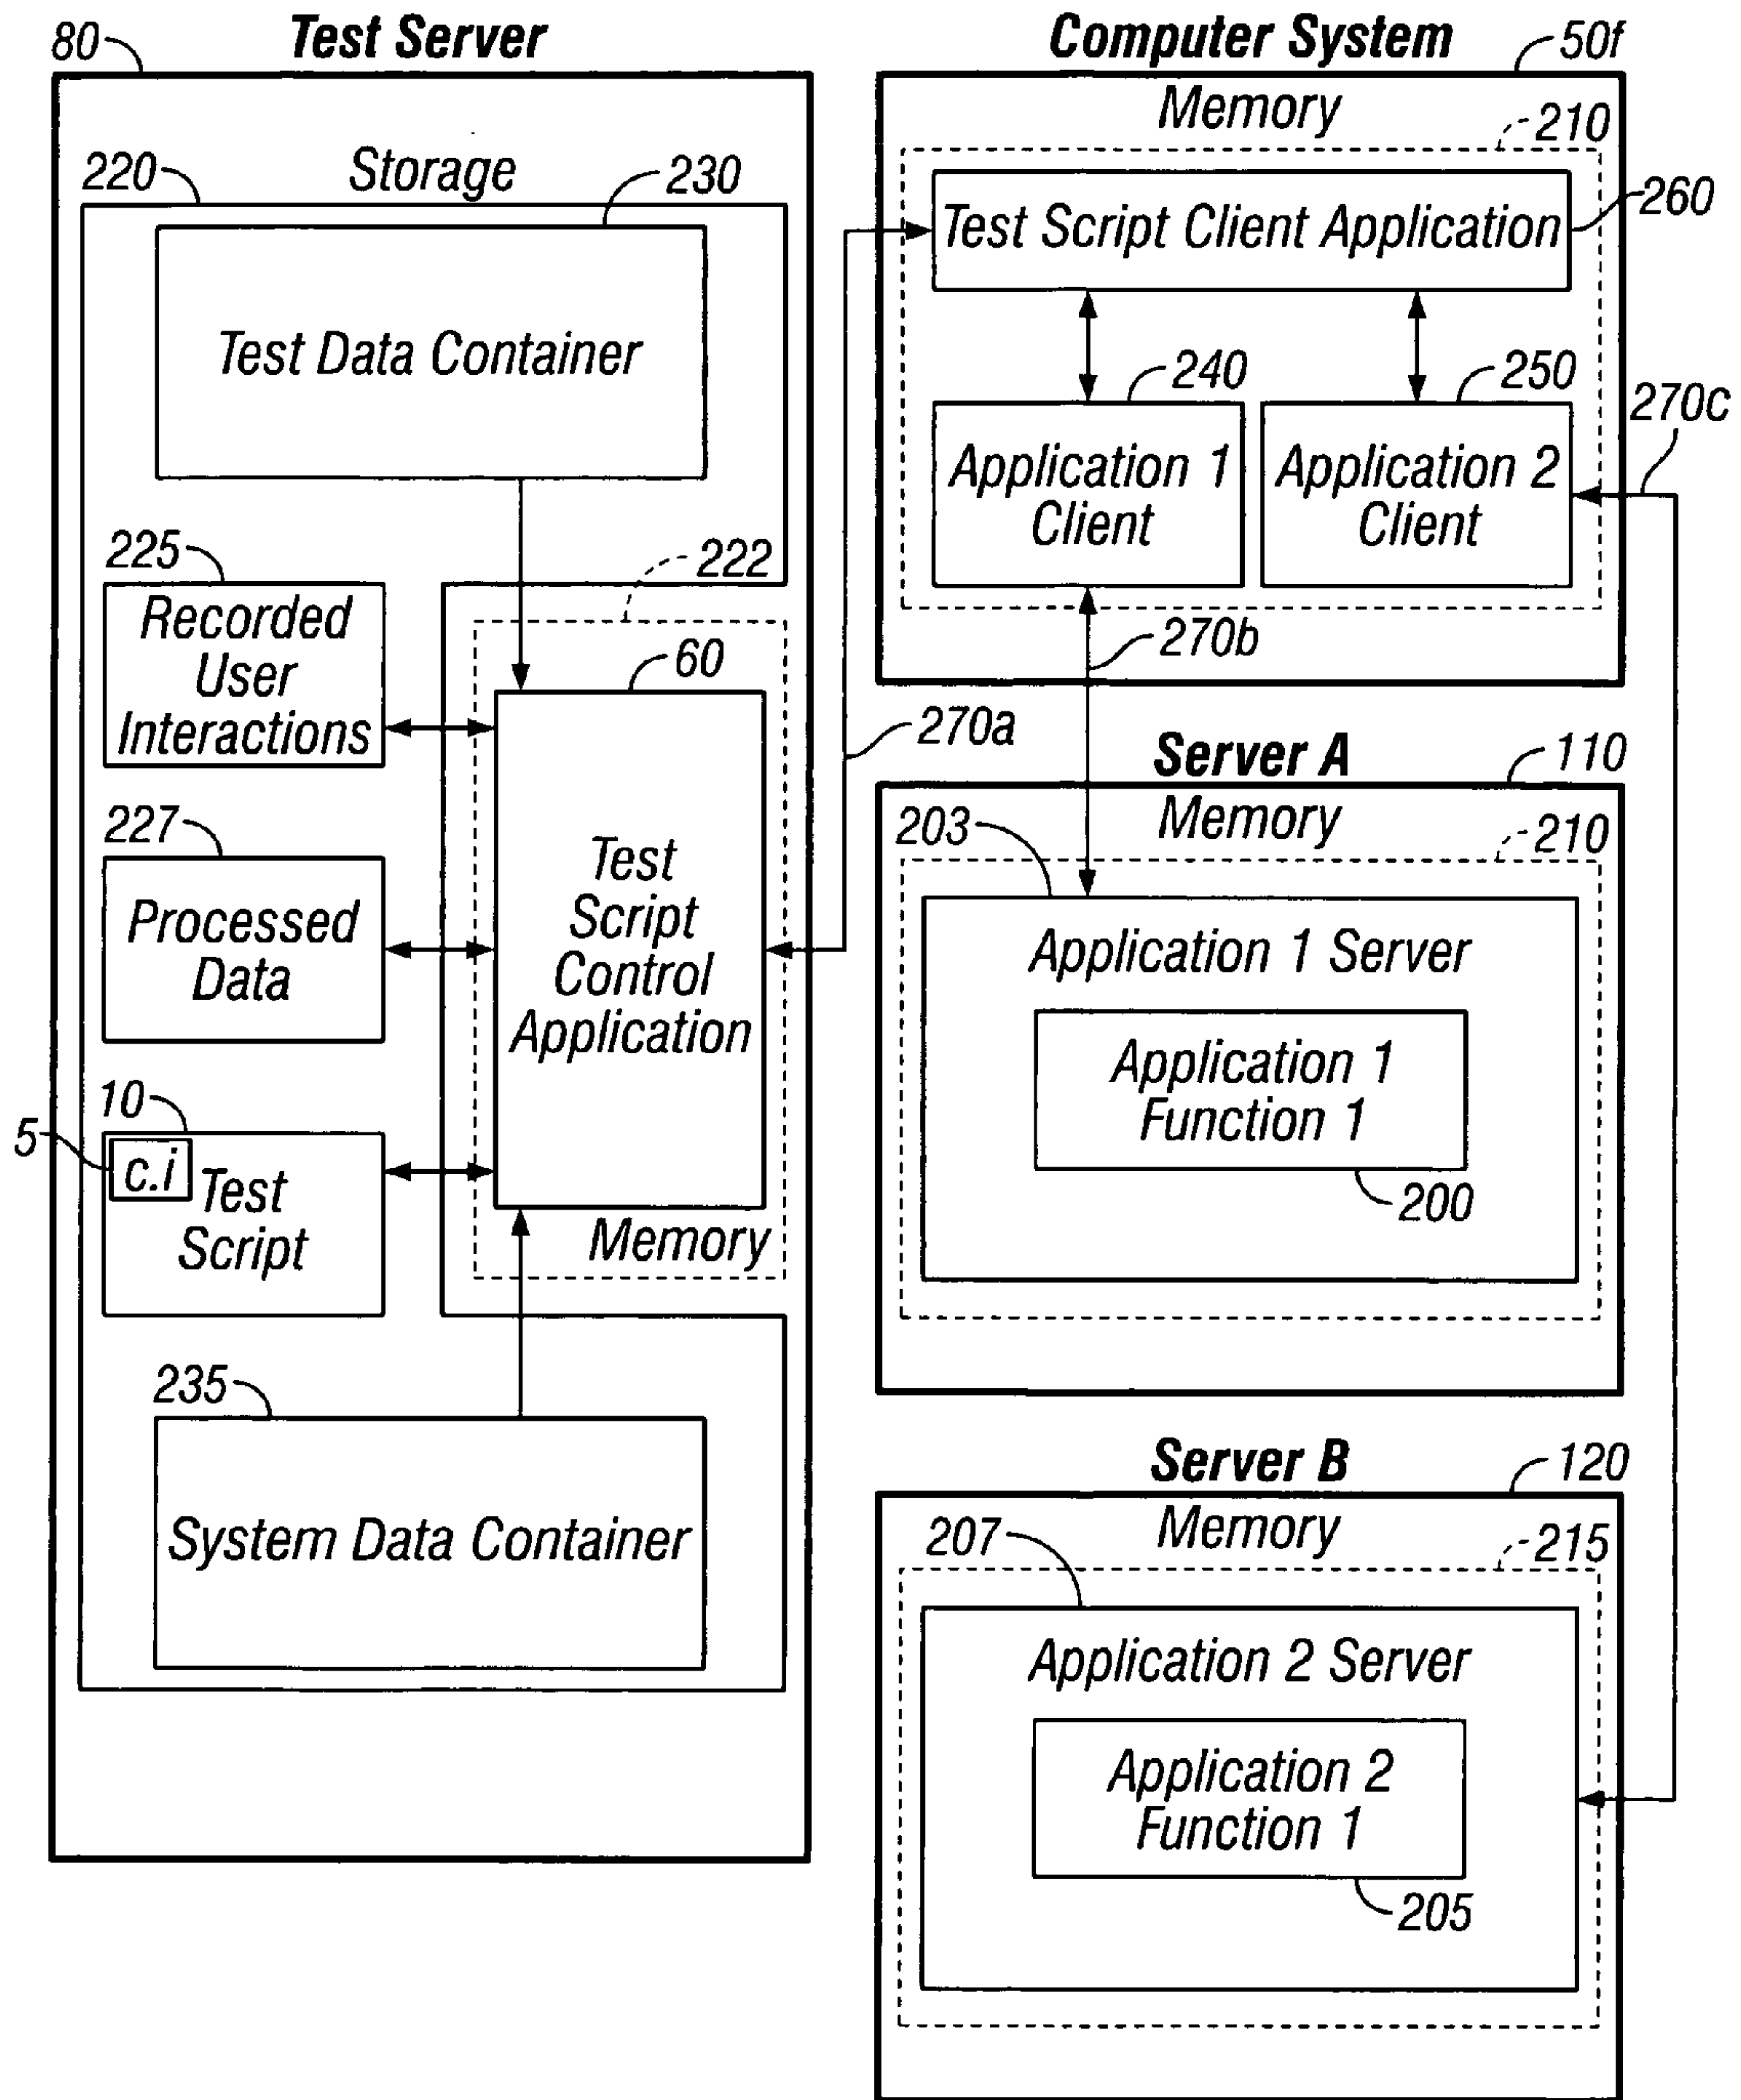 Test Server
80
Storage
220
230
Test Data Container
225
Recorded
User
Interactions
222
60
227
Processed
Data
Test
Script
Control
Application
10
5
c.i
Test
Script
Memory
235
System Data Container
270a
Computer System
50f
Memory
210
260
Test Script Client Application
240
250
270c
Application 1
Client
Application 2
Client
270b
Server A
110
Memory
203
210
Application 1 Server
Application 1
Function 1
200
Server B
120
Memory
207
215
Application 2 Server
Application 2
Function 1
205